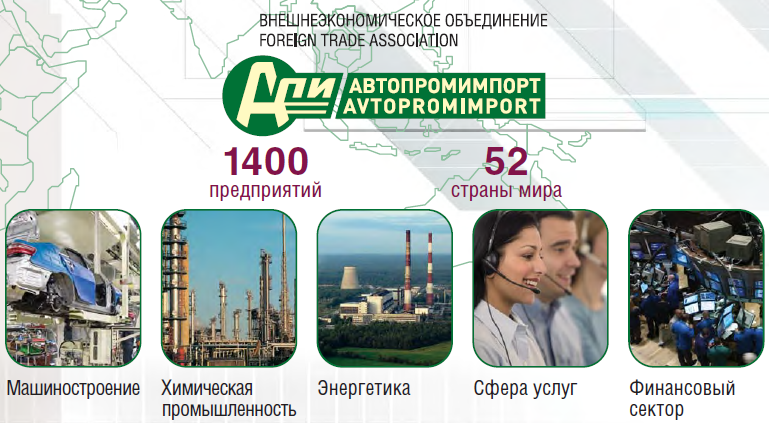 ВНЕШНЕЭКОНОМИЧЕСКОЕ ОБЪЕДИНЕНИЕ
FOREIGN TRADE ASSOCIATION
Апи
АВТОПРОМИМПОРТ
AVTOPROMIMPORT
1400
предприятий
52
страны мира
Машиностроение
Химическая
промышленность
Энергетика
Сфера услуг
Финансовый
сектор